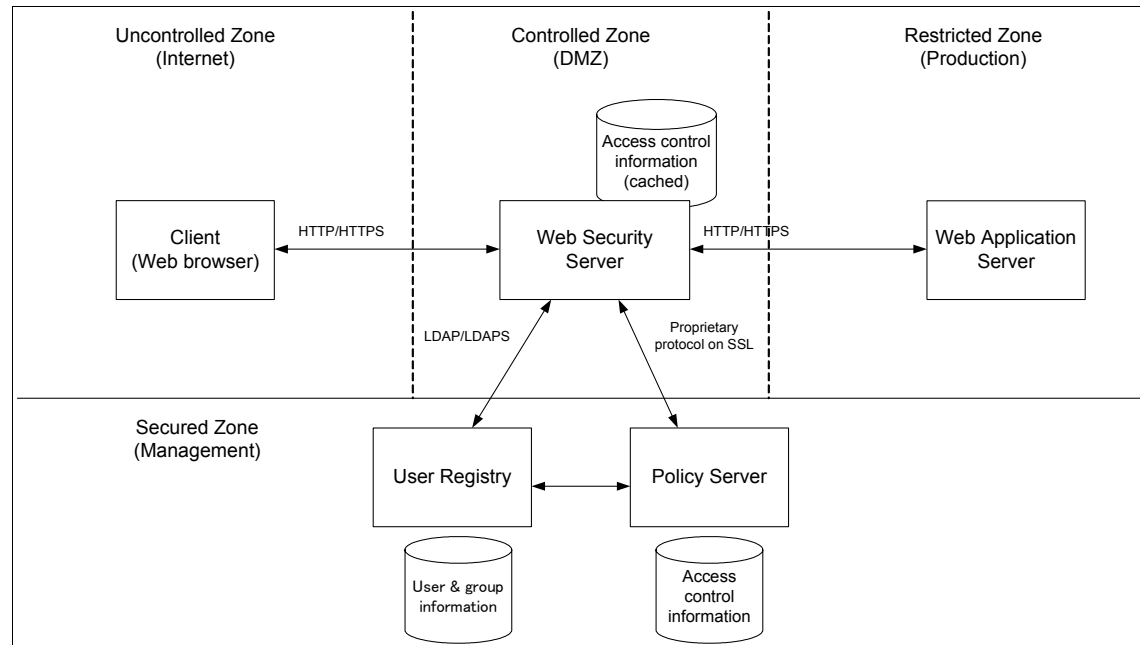 Uncontrolled Zone
(Internet)
Controlled Zone
(DMZ)
Restricted Zone
(Production)
Access control
information
(cached)
Client
(Web browser)
HTTP/HTTPS
Web Security
Server
HTTP/HTTPS
Web Application
Server
LDAP/LDAPS
Proprietary
protocol on SSL
Secured Zone
(Management)
User Registry
Policy Server
User & group
information
Access
control
information